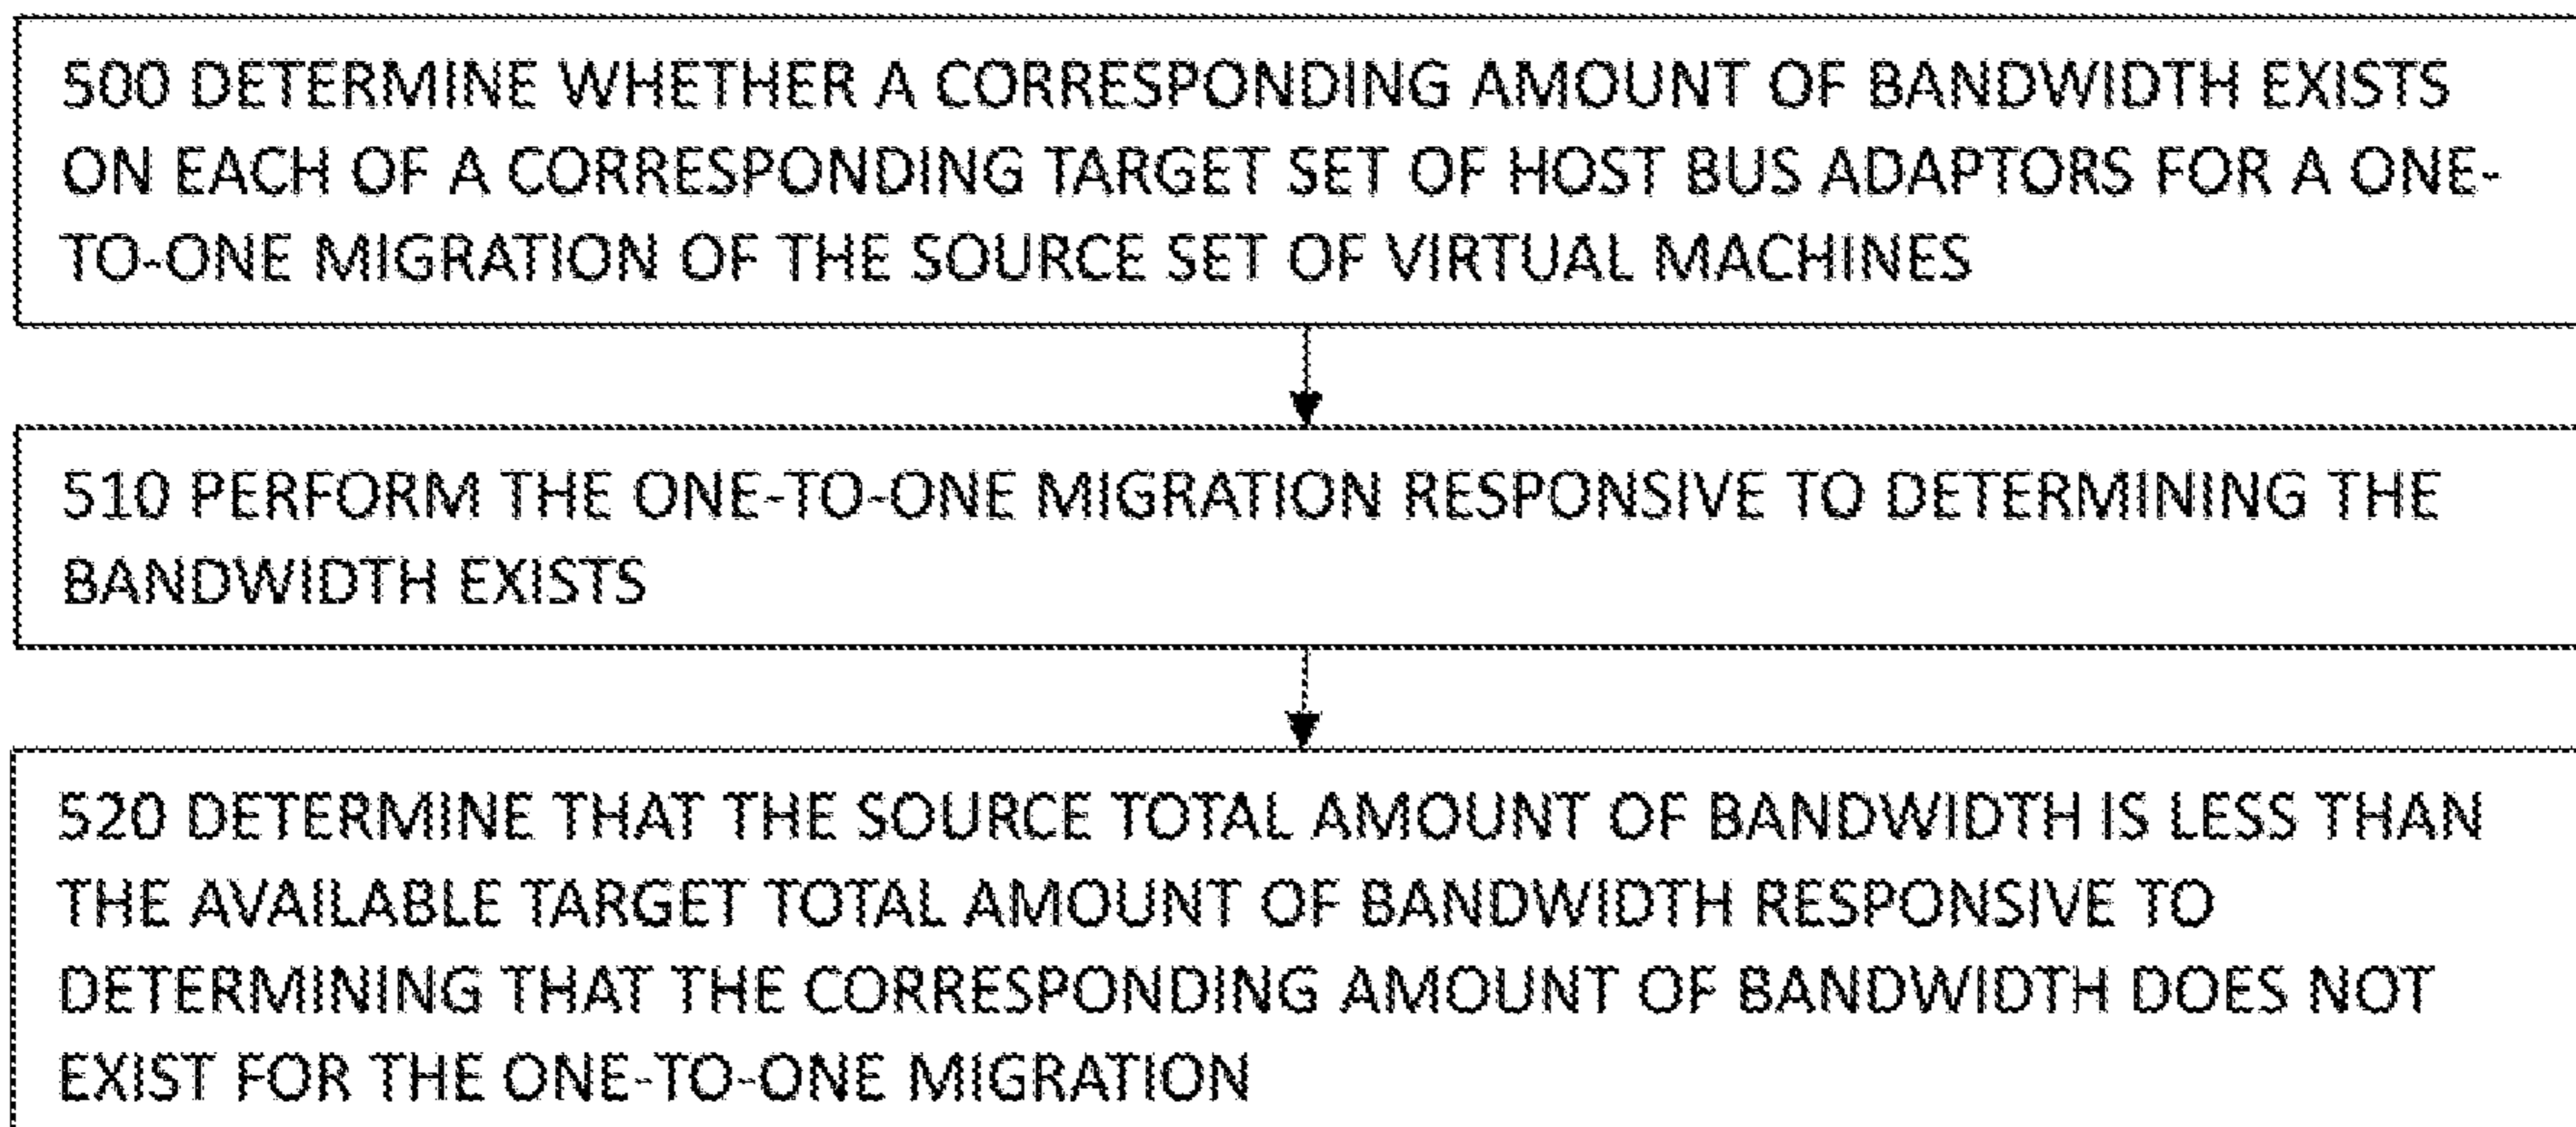 500 DETERMINE WHETHER A CORRESPONDING AMOUNT OF BANDWIDTH EXISTS
ON EACH OF A CORRESPONDING TARGET SET OF HOST BUS ADAPTORS FOR A ONE-
TO-ONE MIGRATION OF THE SOURCE SET OF VIRTUAL MACHINES
510 PERFORM THE ONE-TO-ONE MIGRATION RESPONSIVE TO DETERMINING THE
BANDWIDTH EXISTS
520 DETERMINE THAT THE SOURCE TOTAL AMOUNT OF BANDWIDTH IS LESS THAN
THE AVAILABLE TARGET TOTAL AMOUNT OF BANDWIDTH RESPONSIVE TO
DETERMINING THAT THE CORRESPONDING AMOUNT OF BANDWIDTH DOES NOT
EXIST FOR THE ONE-TO-ONE MIGRATION